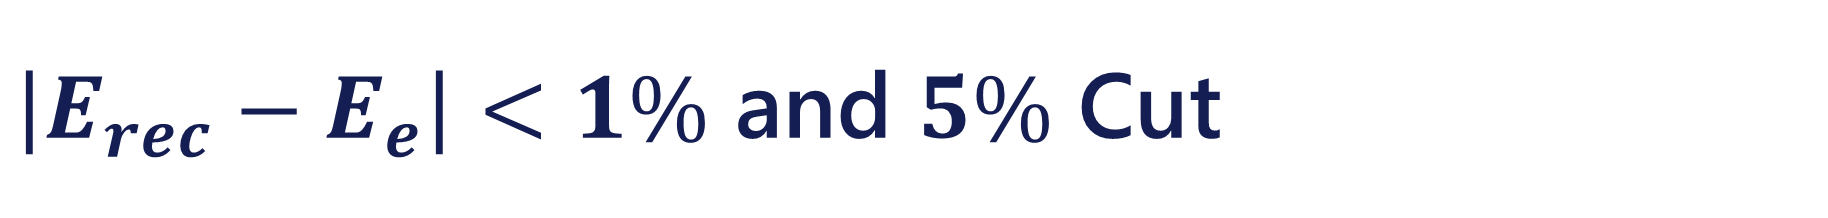 |E_rec − E_e| < 1% and 5% Cut